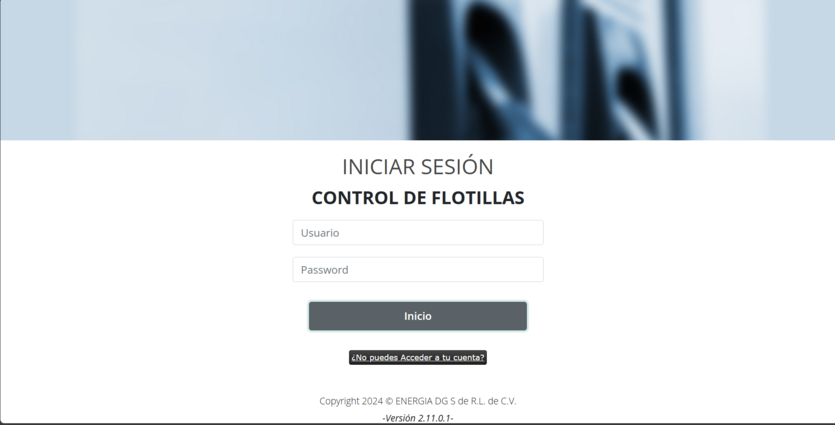 INICIAR SESIÓN
CONTROL DE FLOTILLAS
Usuario
Password
Inicio
¿No puedes Acceder a tu cuenta?
Copyright 2024 © ENERGIA DG S de R.L. de C.V.
-Versión 2.11.0.1-